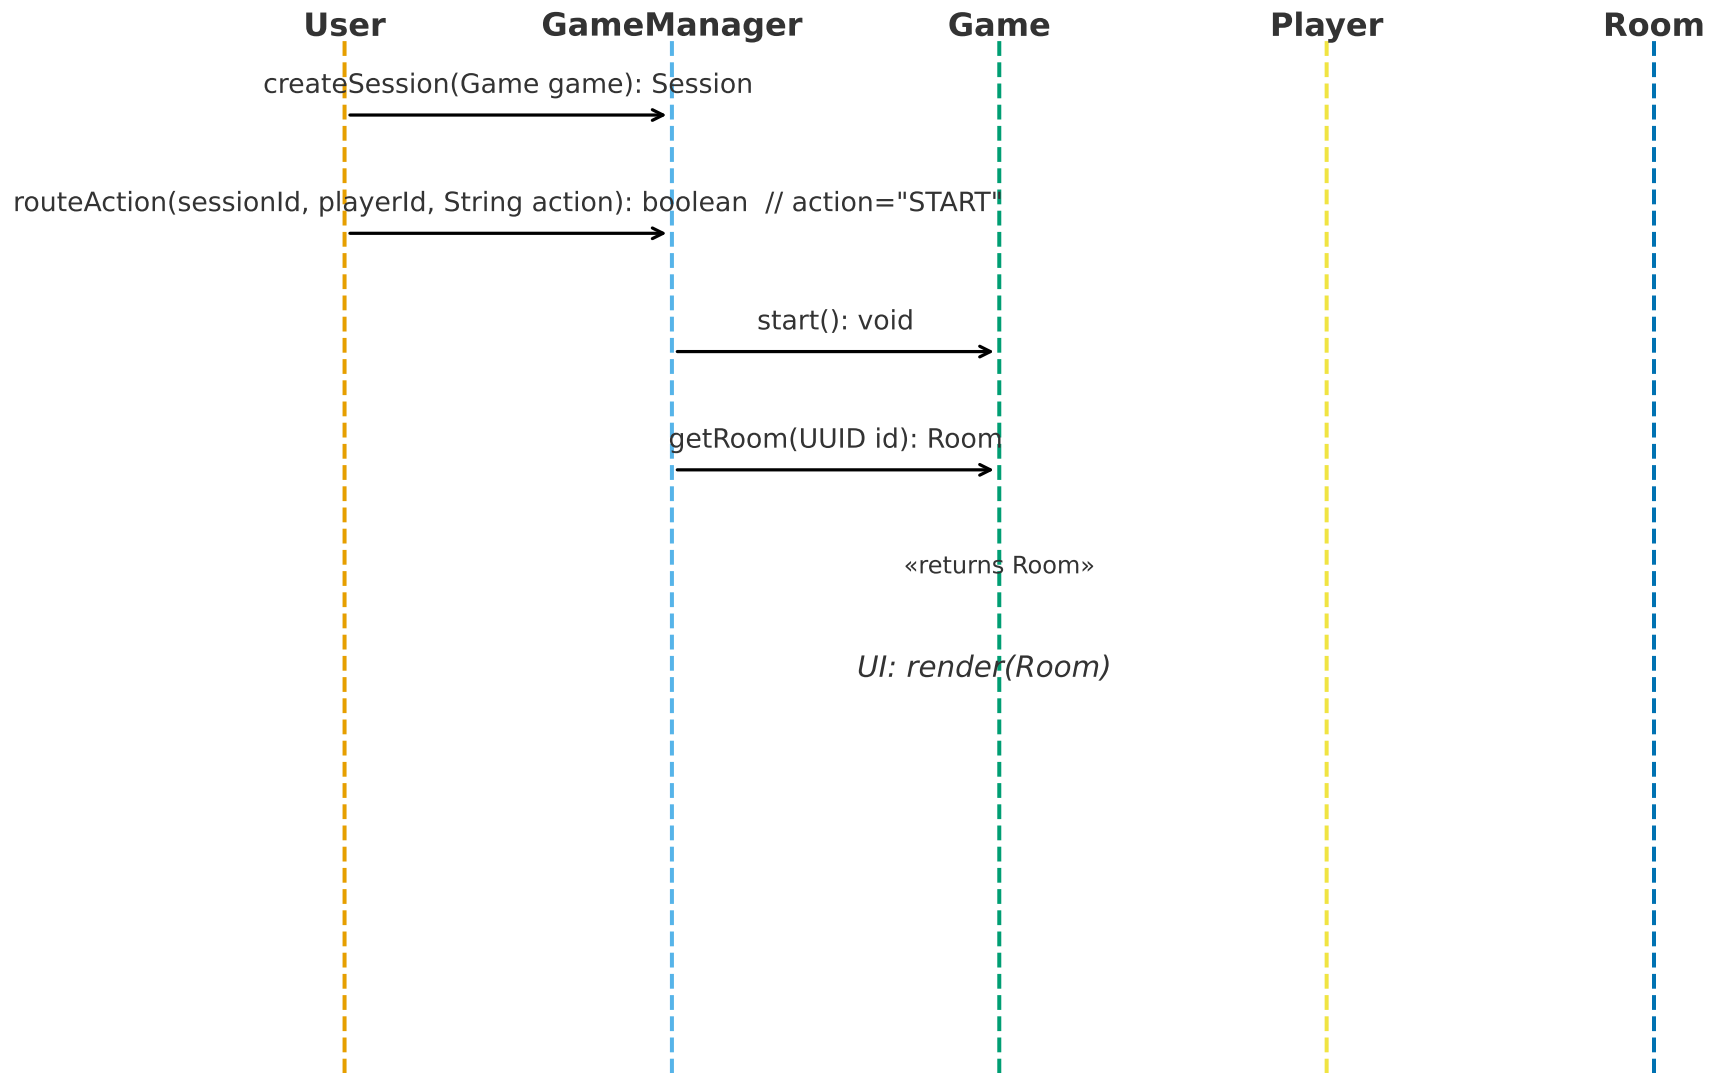 User GameManager Game Player Room
createSession(Game game): Session
routeAction(sessionId, playerId, String action): boolean  // action="START"
start(): void
getRoom(UUID id): Room
«returns Room»
UI: render(Room)